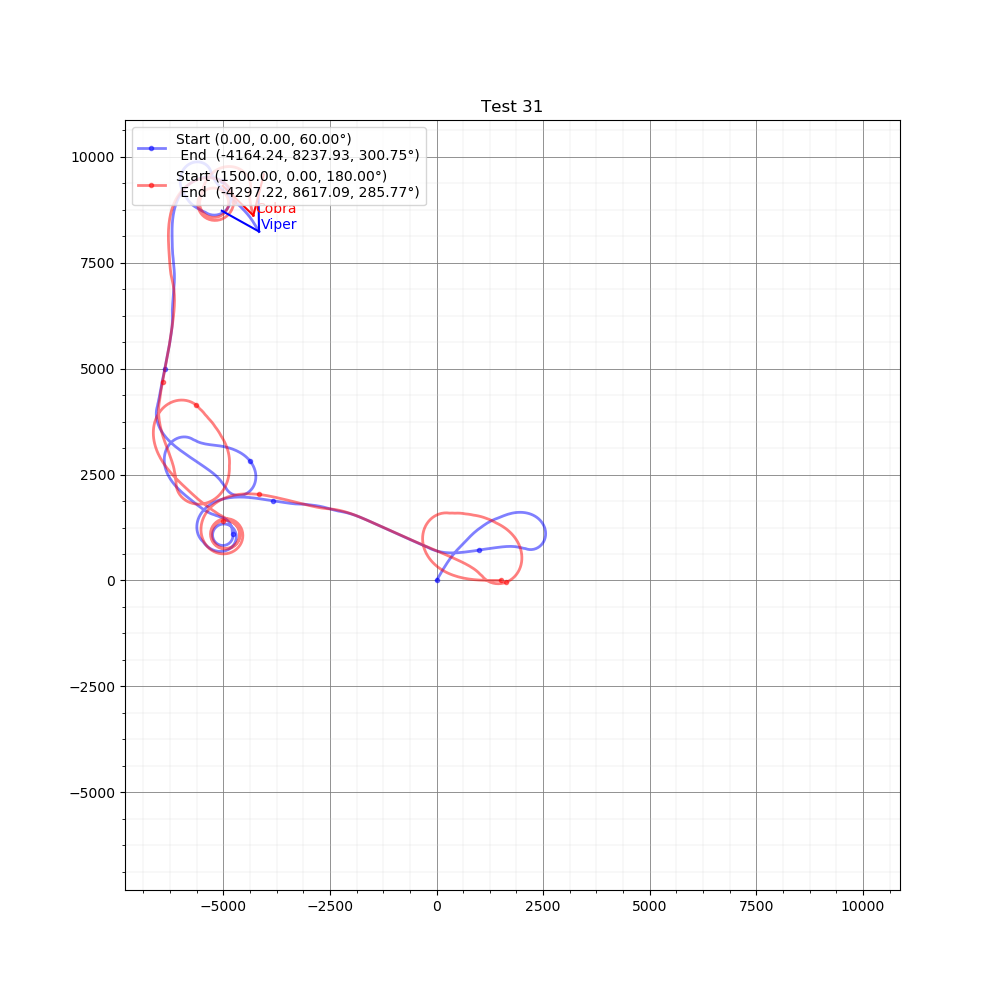 Test 31
Start (0.00, 0.00, 60.00°)
End (-4164.24, 8237.93, 300.75°)
Start (1500.00, 0.00, 180.00°)
End (-4297.22, 8617.09, 285.77°)
Cobra
Viper
10000
7500
5000
2500
0
−2500
−5000
−5000 −2500 0 2500 5000 7500 10000